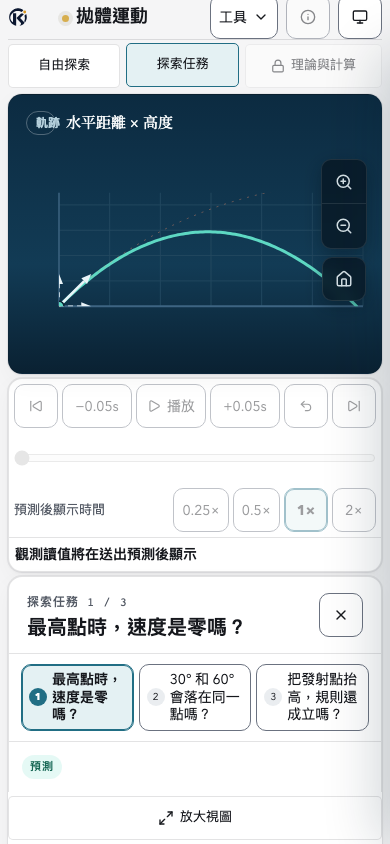 拋體運動
工具
自由探索
探索任務
理論與計算
軌跡 水平距離 × 高度
−0.05s
播放
+0.05s
預測後顯示時間
0.25×
0.5×
1×
2×
觀測讀值將在送出預測後顯示
探索任務 1 / 3
最高點時，速度是零嗎？
1
最高點時，
速度是零
嗎？
2
30° 和 60°
會落在同一
點嗎？
3
把發射點抬
高，規則還
成立嗎？
預測
放大視圖